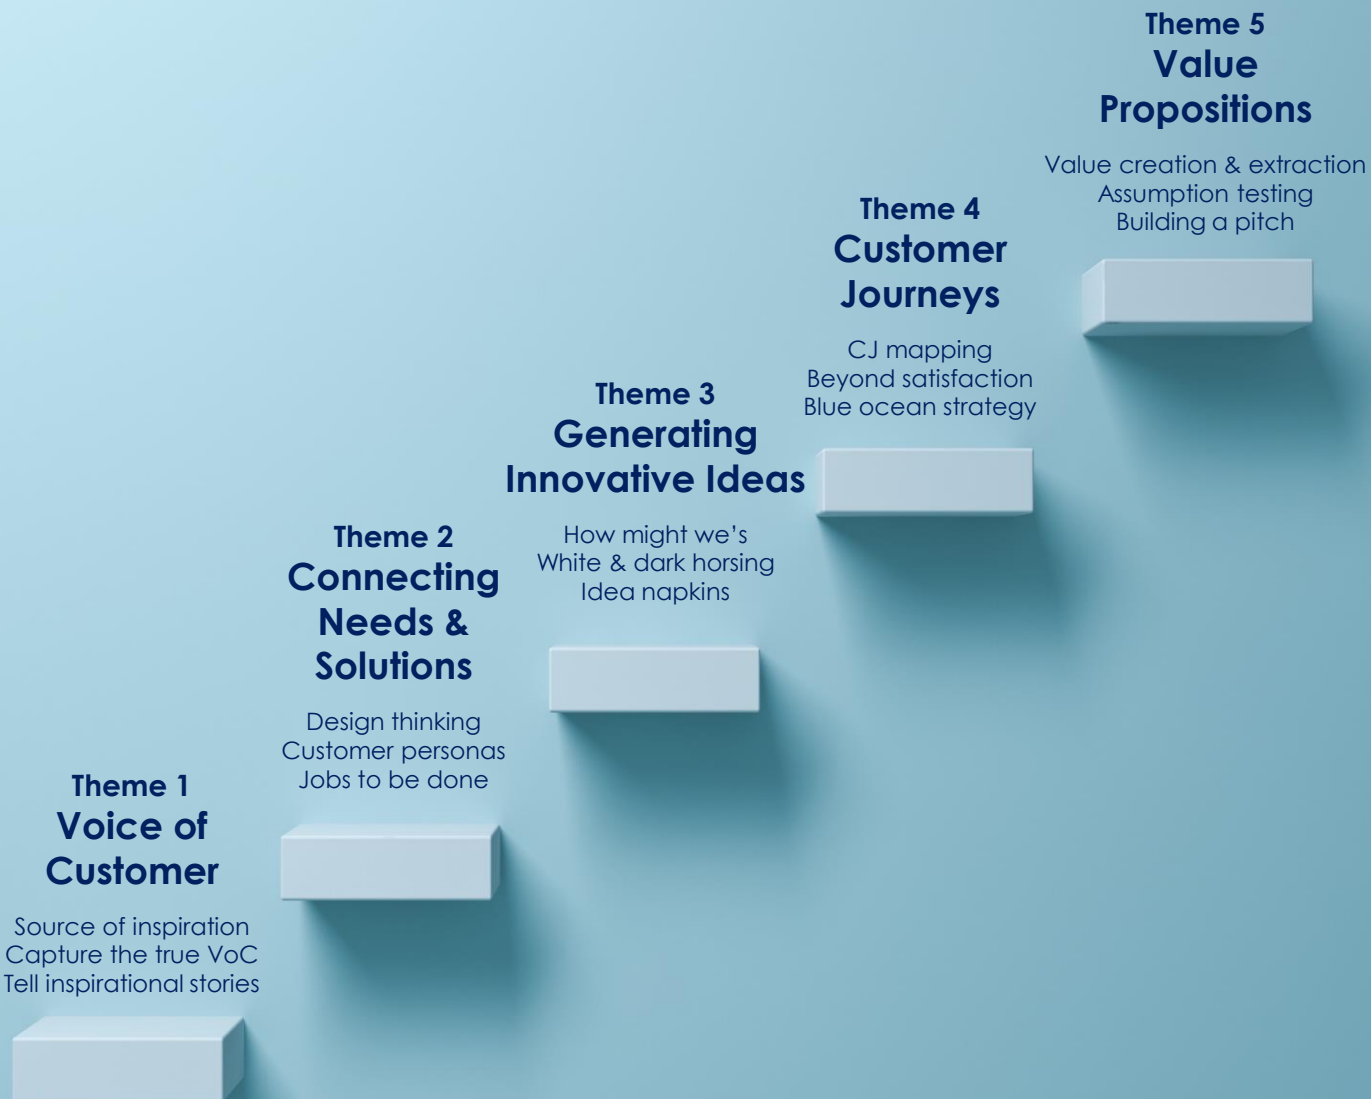 Theme 1
Voice of
Customer
Source of inspiration
Capture the true VoC
Tell inspirational stories
Theme 2
Connecting
Needs &
Solutions
Design thinking
Customer personas
Jobs to be done
Theme 3
Generating
Innovative Ideas
How might we’s
White & dark horsing
Idea napkins
Theme 4
Customer
Journeys
CJ mapping
Beyond satisfaction
Blue ocean strategy
Theme 5
Value
Propositions
Value creation & extraction
Assumption testing
Building a pitch